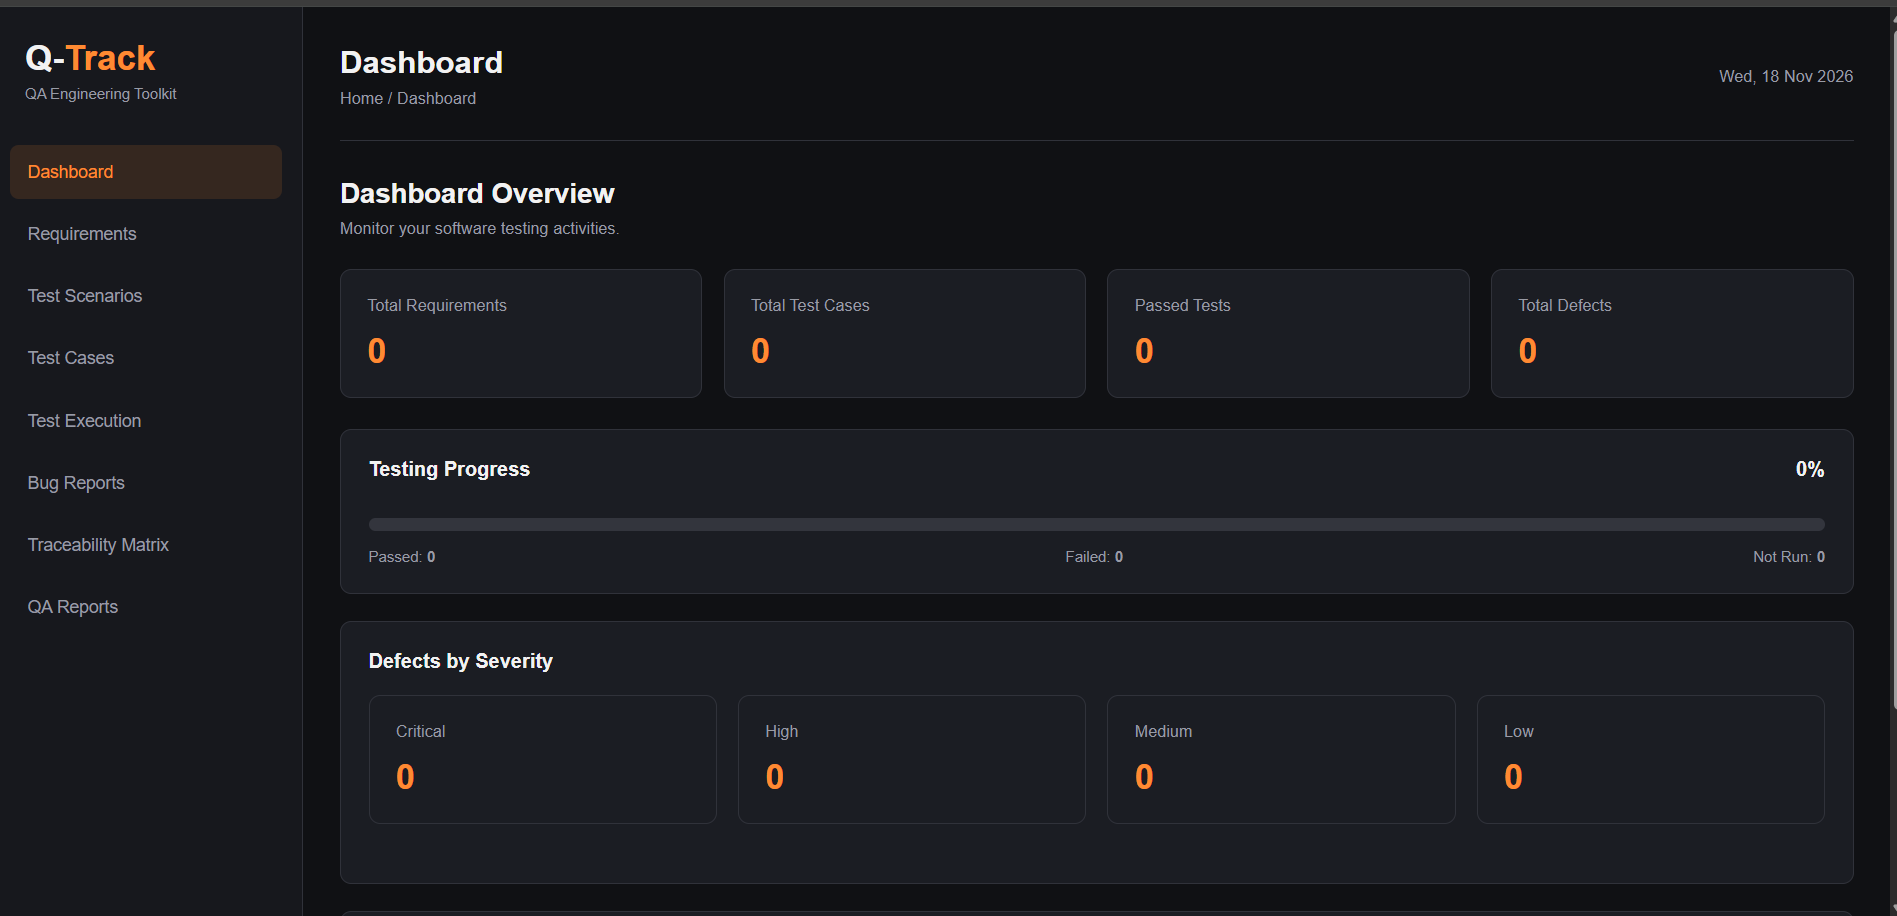 Q-Track
QA Engineering Toolkit
Dashboard
Requirements
Test Scenarios
Test Cases
Test Execution
Bug Reports
Traceability Matrix
QA Reports
Dashboard
Home / Dashboard
Wed, 18 Nov 2026
Dashboard Overview
Monitor your software testing activities.
Total Requirements
0
Total Test Cases
0
Passed Tests
0
Total Defects
0
Testing Progress
0%
Passed: 0
Failed: 0
Not Run: 0
Defects by Severity
Critical
0
High
0
Medium
0
Low
0